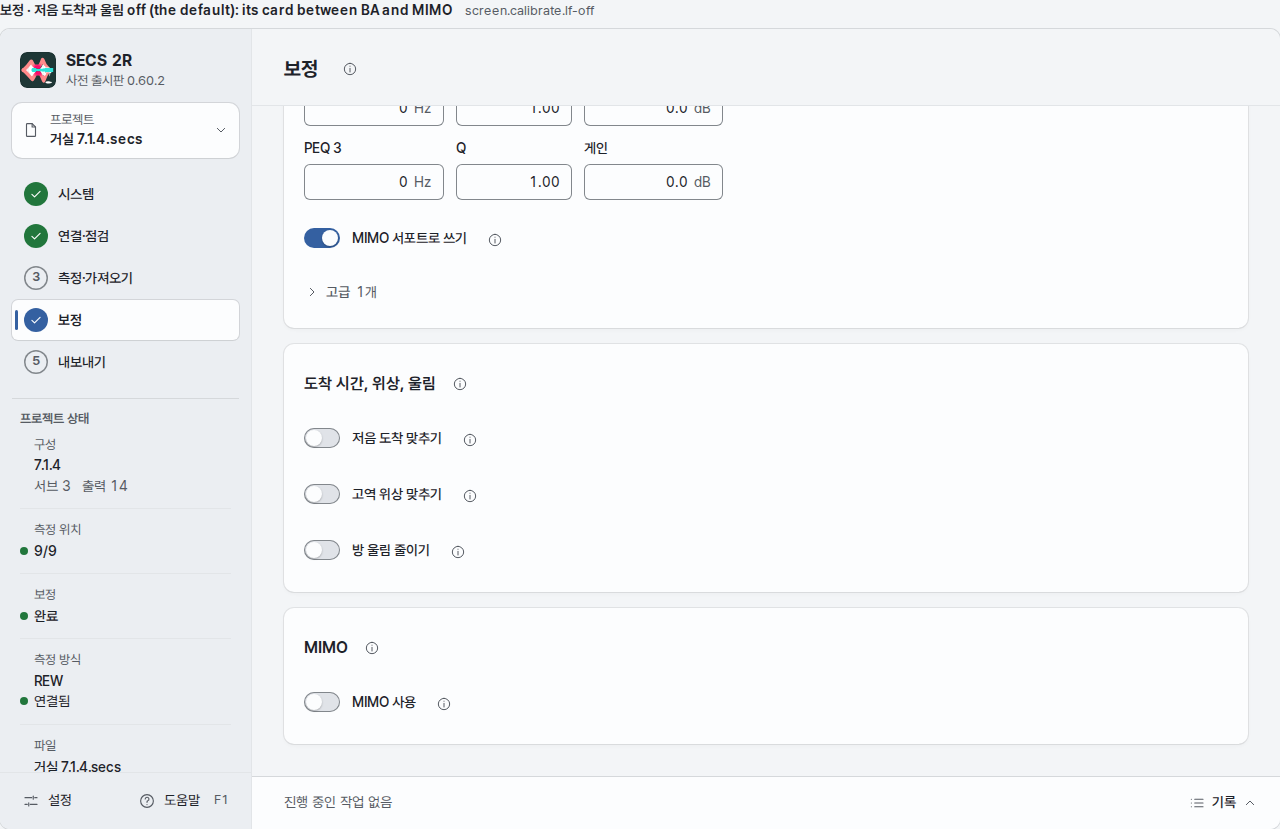 보정 · 저음 도착과 울림 off (the default): its card between BA and MIMO screen.calibrate.lf-off
SECS 2R
사전 출시판 0.60.2
프로젝트
거실 7.1.4.secs
시스템
연결·점검
3 측정·가져오기
보정
5 내보내기
프로젝트 상태
구성
7.1.4
서브 3 출력 14
측정 위치
9/9
보정
완료
측정 방식
REW
연결됨
파일
거실 7.1.4.secs
설정
도움말 F1
보정
0 Hz 1.00 0.0 dB
PEQ 3 Q 게인
0 Hz 1.00 0.0 dB
MIMO 서포트로 쓰기
고급 1개
도착 시간, 위상, 울림
저음 도착 맞추기
고역 위상 맞추기
방 울림 줄이기
MIMO
MIMO 사용
진행 중인 작업 없음
기록